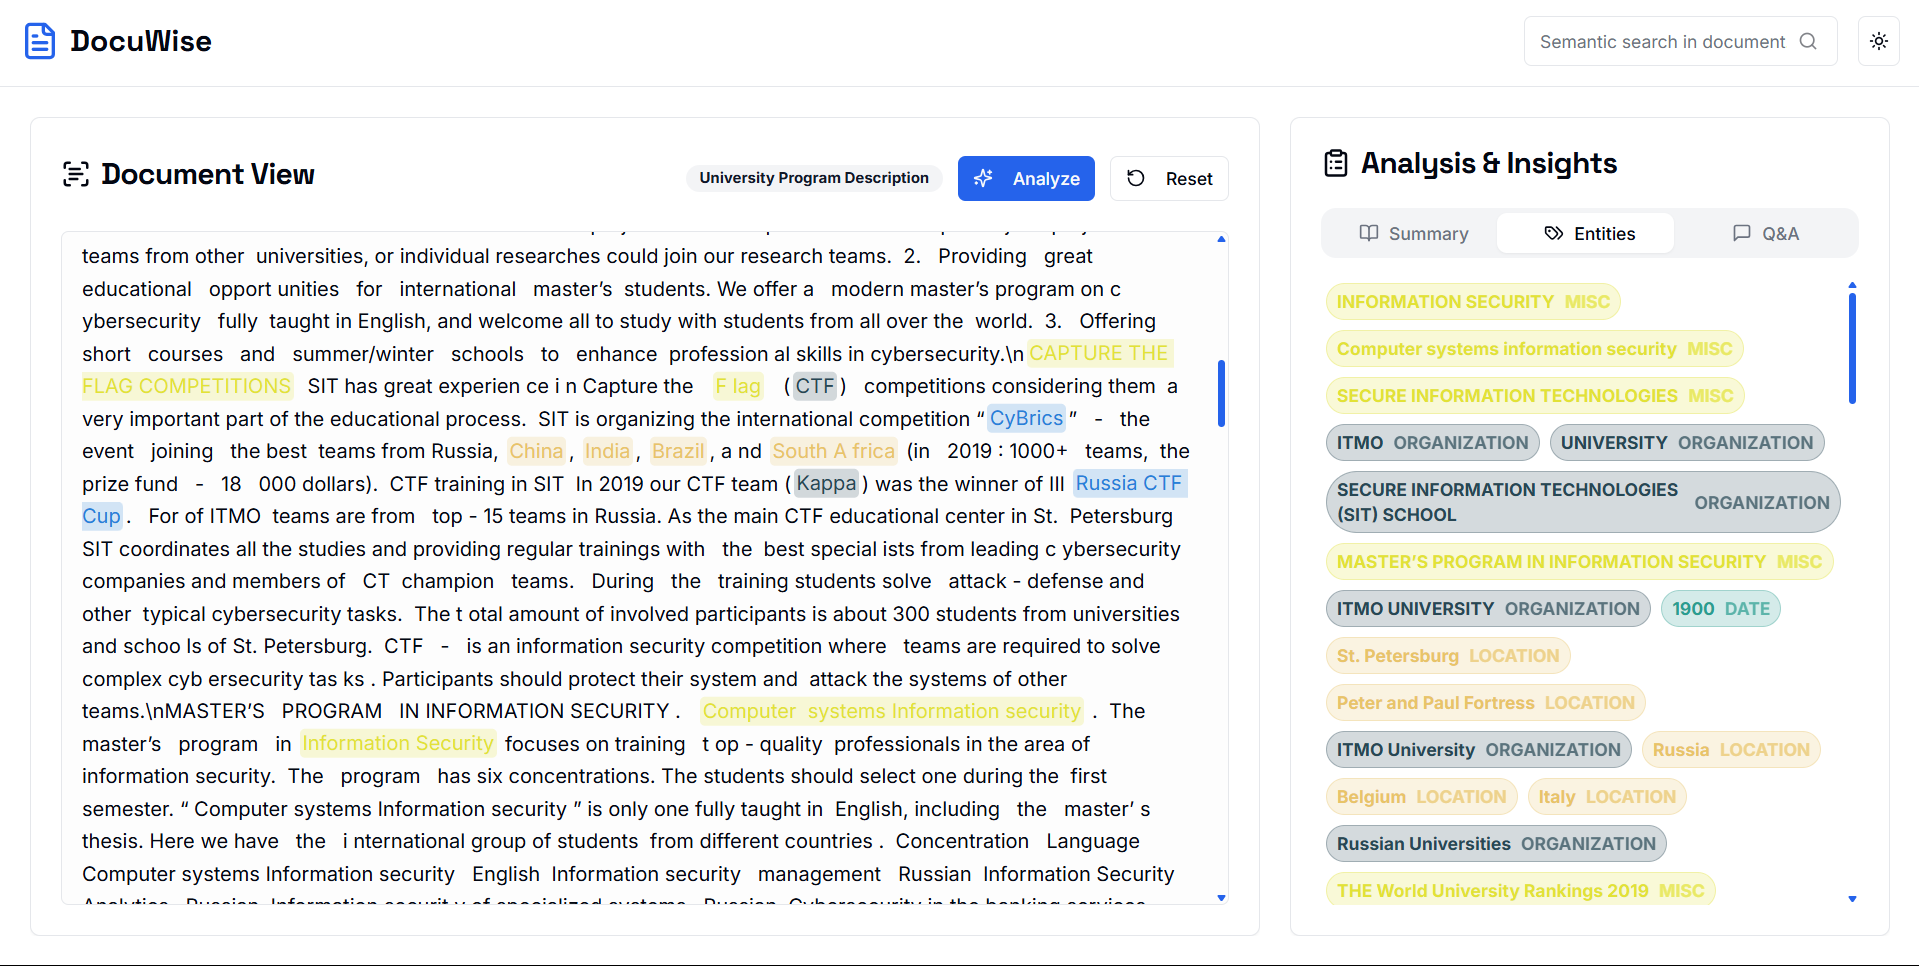 DocuWise
Semantic search in document
Document View
University Program Description
Analyze
Reset
teams from other universities, or individual researches could join our research teams. 2. Providing great
educational opport unities for international master’s students. We offer a modern master’s program on c
ybersecurity fully taught in English, and welcome all to study with students from all over the world. 3. Offering
short courses and summer/winter schools to enhance profession al skills in cybersecurity.\n CAPTURE THE
FLAG COMPETITIONS SIT has great experien ce i n Capture the F lag ( CTF ) competitions considering them a
very important part of the educational process. SIT is organizing the international competition “ CyBrics ” - the
event joining the best teams from Russia, China , India , Brazil , a nd South A frica (in 2019 : 1000+ teams, the
prize fund - 18 000 dollars). CTF training in SIT In 2019 our CTF team ( Kappa ) was the winner of III Russia CTF
Cup . For of ITMO teams are from top - 15 teams in Russia. As the main CTF educational center in St. Petersburg
SIT coordinates all the studies and providing regular trainings with the best special ists from leading c ybersecurity
companies and members of CT champion teams. During the training students solve attack - defense and
other typical cybersecurity tasks. The t otal amount of involved participants is about 300 students from universities
and schoo ls of St. Petersburg. CTF - is an information security competition where teams are required to solve
complex cyb ersecurity tas ks . Participants should protect their system and attack the systems of other
teams.\nMASTER’S PROGRAM IN INFORMATION SECURITY . Computer systems Information security . The
master’s program in Information Security focuses on training t op - quality professionals in the area of
information security. The program has six concentrations. The students should select one during the first
semester. “ Computer systems Information security ” is only one fully taught in English, including the master’ s
thesis. Here we have the i nternational group of students from different countries . Concentration Language
Computer systems Information security English Information security management Russian Information Security
Analytics Russian Information securit y of specialized systems Russian Cybersecurity in the banking services
Analysis & Insights
Summary
Entities
Q&A
INFORMATION SECURITY MISC
Computer systems information security MISC
SECURE INFORMATION TECHNOLOGIES MISC
ITMO ORGANIZATION UNIVERSITY ORGANIZATION
SECURE INFORMATION TECHNOLOGIES
(SIT) SCHOOL ORGANIZATION
MASTER’S PROGRAM IN INFORMATION SECURITY MISC
ITMO UNIVERSITY ORGANIZATION 1900 DATE
St. Petersburg LOCATION
Peter and Paul Fortress LOCATION
ITMO University ORGANIZATION Russia LOCATION
Belgium LOCATION Italy LOCATION
Russian Universities ORGANIZATION
THE World University Rankings 2019 MISC